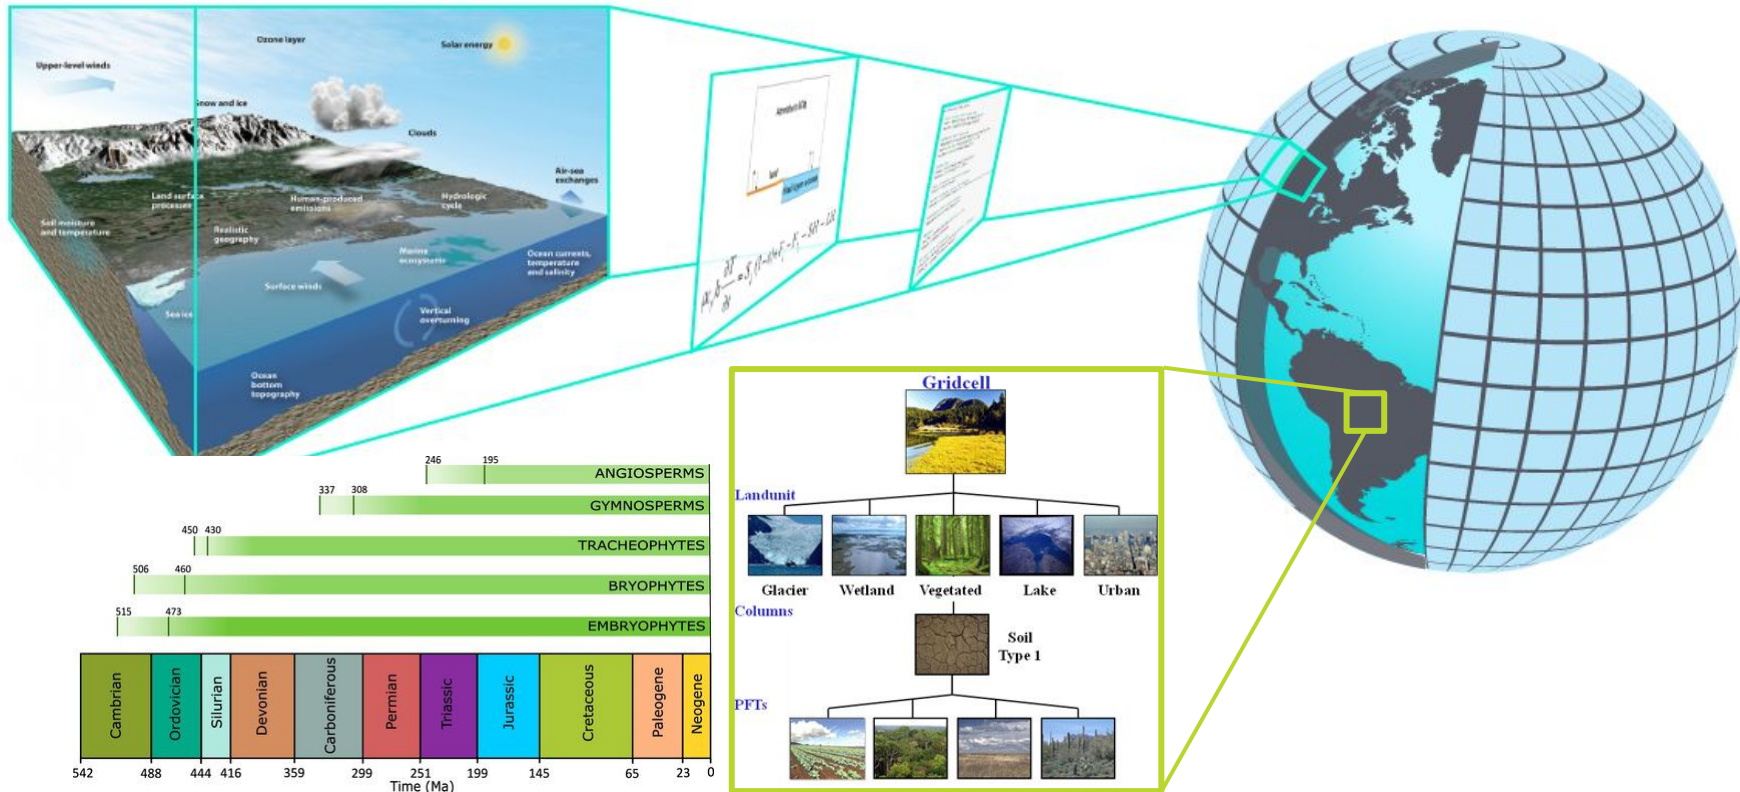 Ozone layer
Solar energy
Upper-level winds
Snow and ice
Clouds
Air-sea
exchanges
Land surface
processes
Human-produced
emissions
Hydrologic
cycle
Soil moisture
and temperature
Realistic
geography
Marine
ecosystems
Ocean currents,
temperature
and salinity
Surface winds
Sea ice
Vertical
overturning
Ocean
bottom
topography
land
Gridcell
Landunit
Glacier
Wetland
Vegetated
Lake
Urban
Columns
Soil
Type 1
PFTs
246
195
ANGIOSPERMS
337
308
GYMNOSPERMS
450
430
TRACHEOPHYTES
506
460
BRYOPHYTES
515
473
EMBRYOPHYTES
Cambrian
Ordovician
Silurian
Devonian
Carboniferous
Permian
Triassic
Jurassic
Cretaceous
Paleogene
Neogene
542
488
444
416
359
299
251
199
145
65
23
0
Time (Ma)